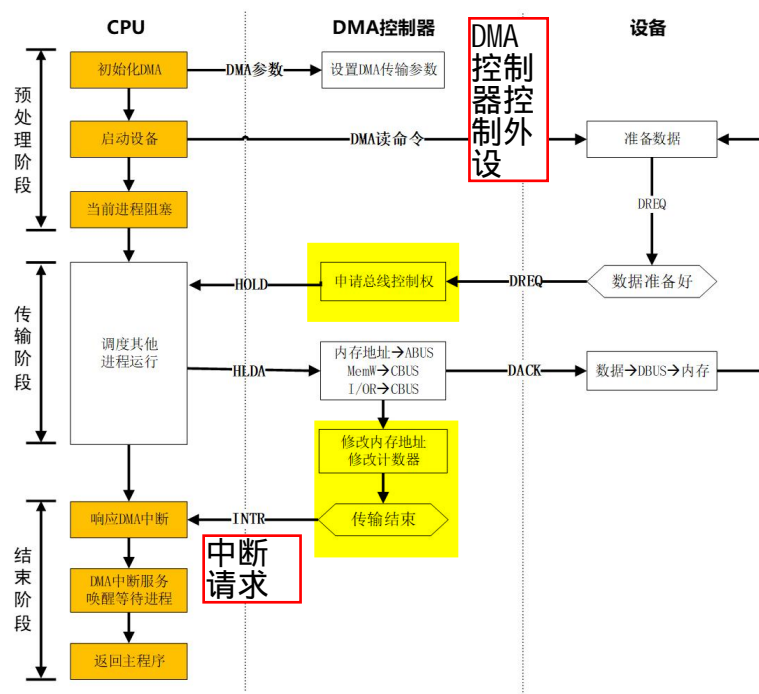 CPU
DMA控制器
设备
DMA
控制
器控
制外
设
预处理阶段
初始化DMA
DMA参数
设置DMA传输参数
启动设备
DMA读命令
准备数据
当前进程阻塞
DREQ
传输阶段
HOLD
申请总线控制权
DREQ
数据准备好
调度其他
进程运行
HLDA
内存地址→ABUS
MemW→CBUS
I/OR→CBUS
DACK
数据→DBUS→内存
修改内存地址
修改计数器
结束阶段
响应DMA中断
INTR
传输结束
中断
请求
DMA中断服务
唤醒等待进程
返回主程序